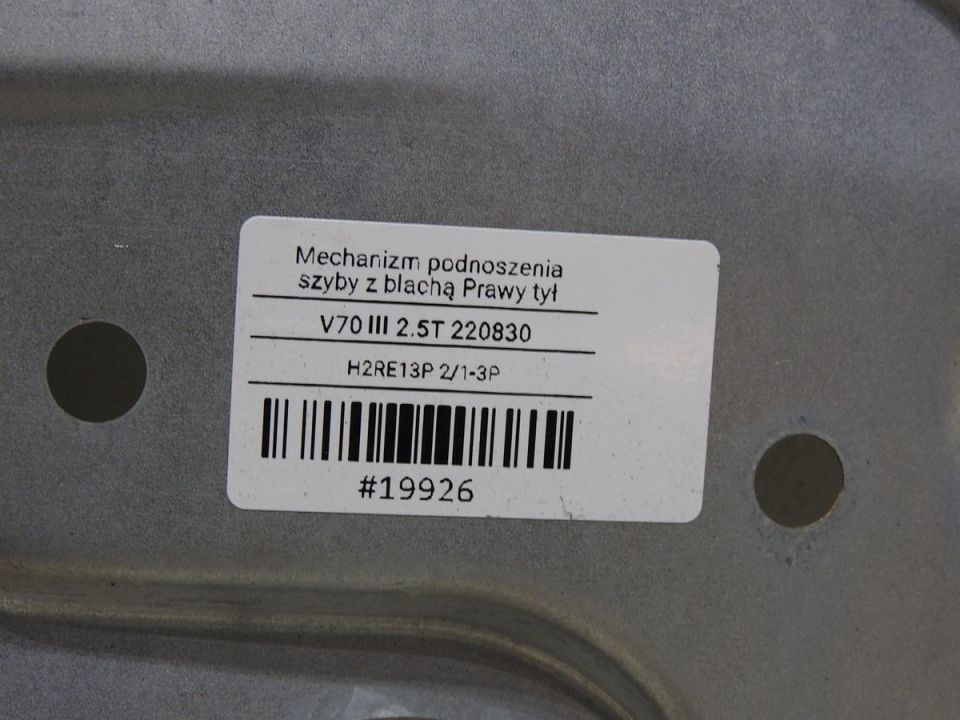 Mechanizm podnoszenia
szyby z blachą Prawy tył
V70 III 2.5T 220830
H2RE13P 2/1-3P
#19926